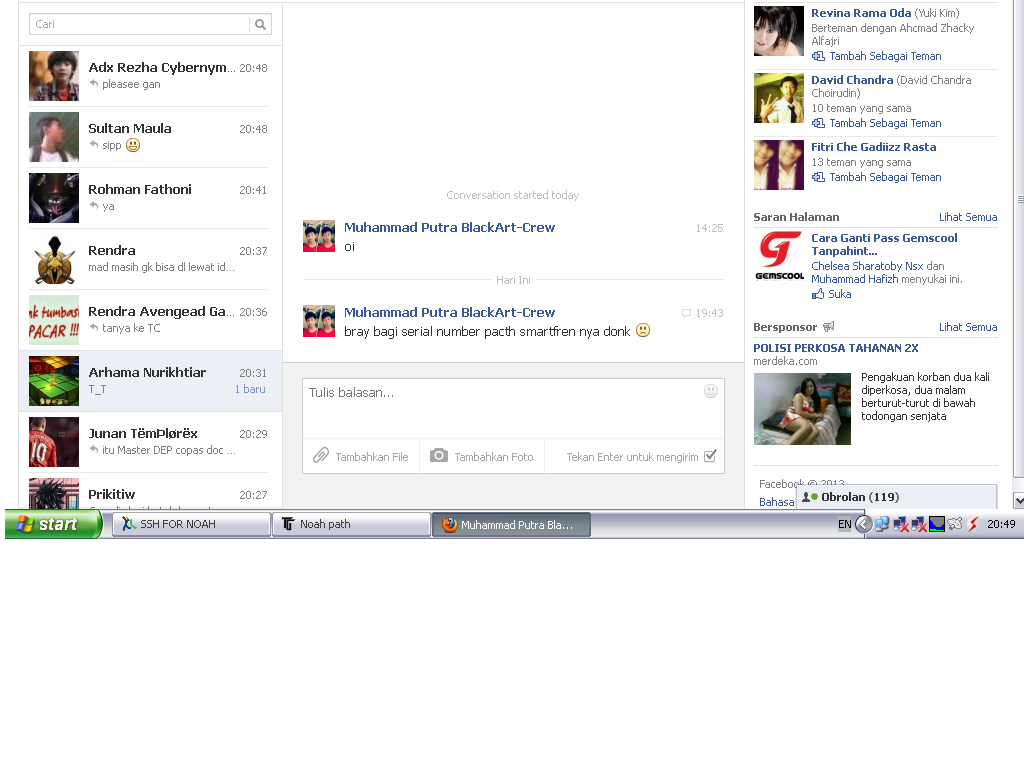 Cari
Adx Rezha Cybernym... 20:48
pleasee gan
Sultan Maula 20:48
sipp
Rohman Fathoni 20:41
ya
Rendra 20:37
mad masih gk bisa dl lewat id...
Rendra Avengead Ga... 20:36
tanya ke TC
ak tumbas
PACAR !!!
Arhama Nurikhtiar 20:31
T_T 1 baru
Junan TëmPlørëx 20:29
itu Master DEP copas doc ...
10
Prikitiw 20:27
Conversation started today
Muhammad Putra BlackArt-Crew 14:25
oi
Hari Ini
Muhammad Putra BlackArt-Crew 19:43
bray bagi serial number pacth smartfren nya donk
Tulis balasan...
Tambahkan File
Tambahkan Foto
Tekan Enter untuk mengirim
Revina Rama Oda (Yuki Kim)
Berteman dengan Ahcmad Zhacky
Alfajri
Tambah Sebagai Teman
David Chandra (David Chandra
Choirudin)
10 teman yang sama
Tambah Sebagai Teman
Fitri Che Gadiizz Rasta
13 teman yang sama
Tambah Sebagai Teman
Saran Halaman Lihat Semua
GEMSCOOL
Cara Ganti Pass Gemscool
Tanpahint...
Chelsea Sharatoby Nsx dan
Muhammad Hafizh menyukai ini.
Suka
Bersponsor Lihat Semua
POLISI PERKOSA TAHANAN 2X
merdeka.com
Pengakuan korban dua kali
diperkosa, dua malam
berturut-turut di bawah
todongan senjata
Facebook © 2013
Bahasa
Obrolan (119)
start
SSH FOR NOAH
Noah path
Muhammad Putra Bla...
EN
20:49